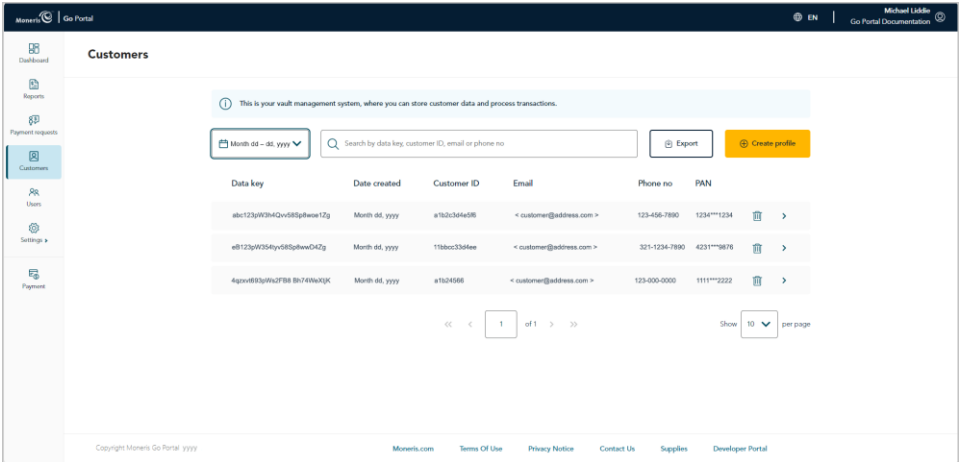 Moneris Go Portal
EN
Michael Liddle
Go Portal Documentation
Dashboard
Reports
Payment requests
Customers
Users
Settings
Payment
Customers
This is your vault management system, where you can store customer data and process transactions.
Month dd – dd, yyyy
Search by data key, customer ID, email or phone no
Export
Create profile
Data key Date created Customer ID Email Phone no PAN
abc123pW3h4Qvv58Sp8woe1Zg Month dd, yyyy a1b2c3d4e5f6 < customer@address.com > 123-456-7890 1234***1234
eB123pW354tyv58Sp8wwD4Zg Month dd, yyyy 11bbcc33d4ee < customer@address.com > 321-1234-7890 4231***9876
Month dd, yyyy a1b24566 < customer@address.com > 123-000-0000 1111***2222
<< < 1 of 1 > >>
Show 10 per page
Copyright Moneris Go Portal yyyy
Moneris.com Terms Of Use Privacy Notice Contact Us Supplies Developer Portal